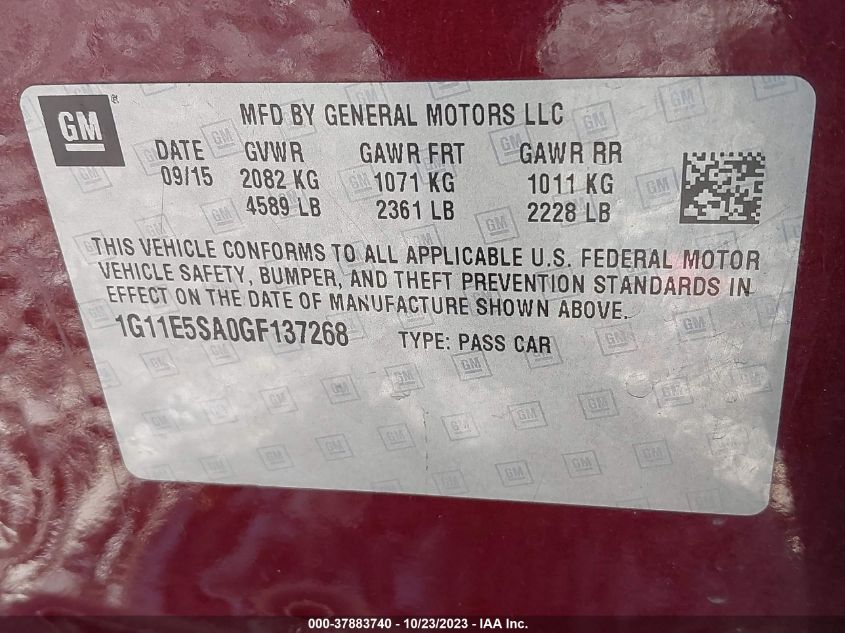 GM
MFD BY GENERAL MOTORS LLC
DATE GVWR GAWR FRT GAWR RR
09/15 2082 KG 1071 KG 1011 KG
4589 LB 2361 LB 2228 LB
THIS VEHICLE CONFORMS TO ALL APPLICABLE U.S. FEDERAL MOTOR
VEHICLE SAFETY, BUMPER, AND THEFT PREVENTION STANDARDS IN
EFFECT ON THE DATE OF MANUFACTURE SHOWN ABOVE.
1G11E5SA0GF137268 TYPE: PASS CAR
000-37883740 - 10/23/2023 - IAA Inc.